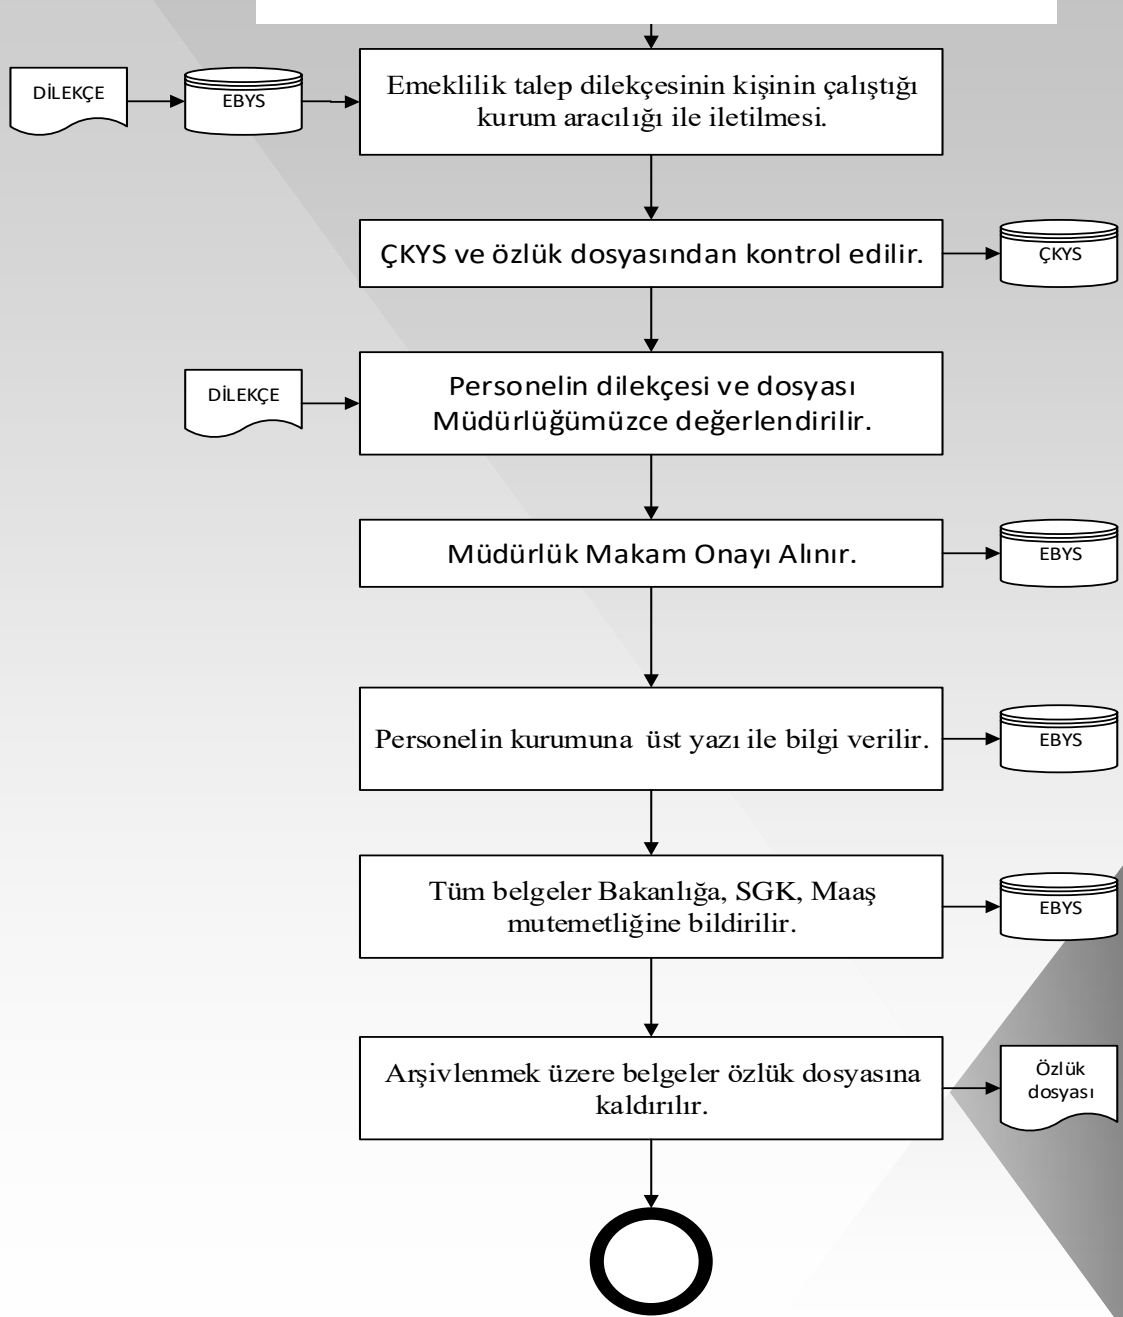 DİLEKÇE
EBYS
Emeklilik talep dilekçesinin kişinin çalıştığı
kurum aracılığı ile iletilmesi.
ÇKYS ve özlük dosyasından kontrol edilir.
ÇKYS
DİLEKÇE
Personelin dilekçesi ve dosyası
Müdürlüğümüzce değerlendirilir.
Müdürlük Makam Onayı Alınır.
EBYS
Personelin kurumuna üst yazı ile bilgi verilir.
EBYS
Tüm belgeler Bakanlığa, SGK, Maaş
mutemetliğine bildirilir.
EBYS
Arşivlenmek üzere belgeler özlük dosyasına
kaldırılır.
Özlük
dosyası